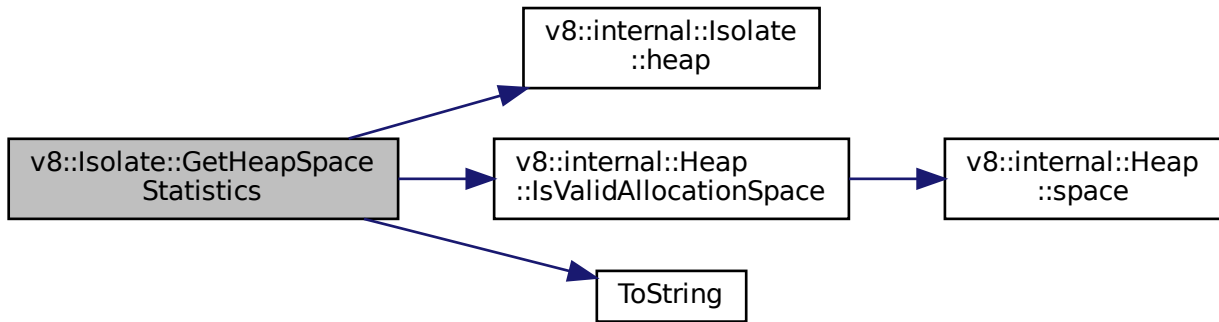 v8::internal::Isolate
::heap
v8::Isolate::GetHeapSpace
Statistics
v8::internal::Heap
::IsValidAllocationSpace
v8::internal::Heap
::space
ToString